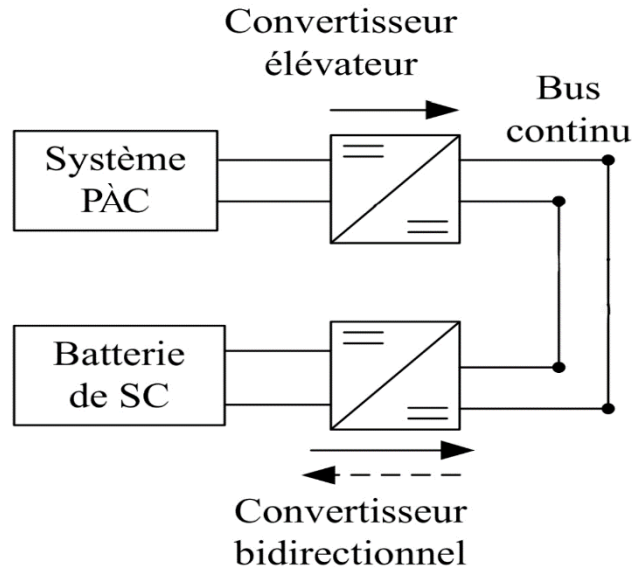 Convertisseur
élévateur
Bus
continu
Système
PÀC
Batterie
de SC
Convertisseur
bidirectionnel